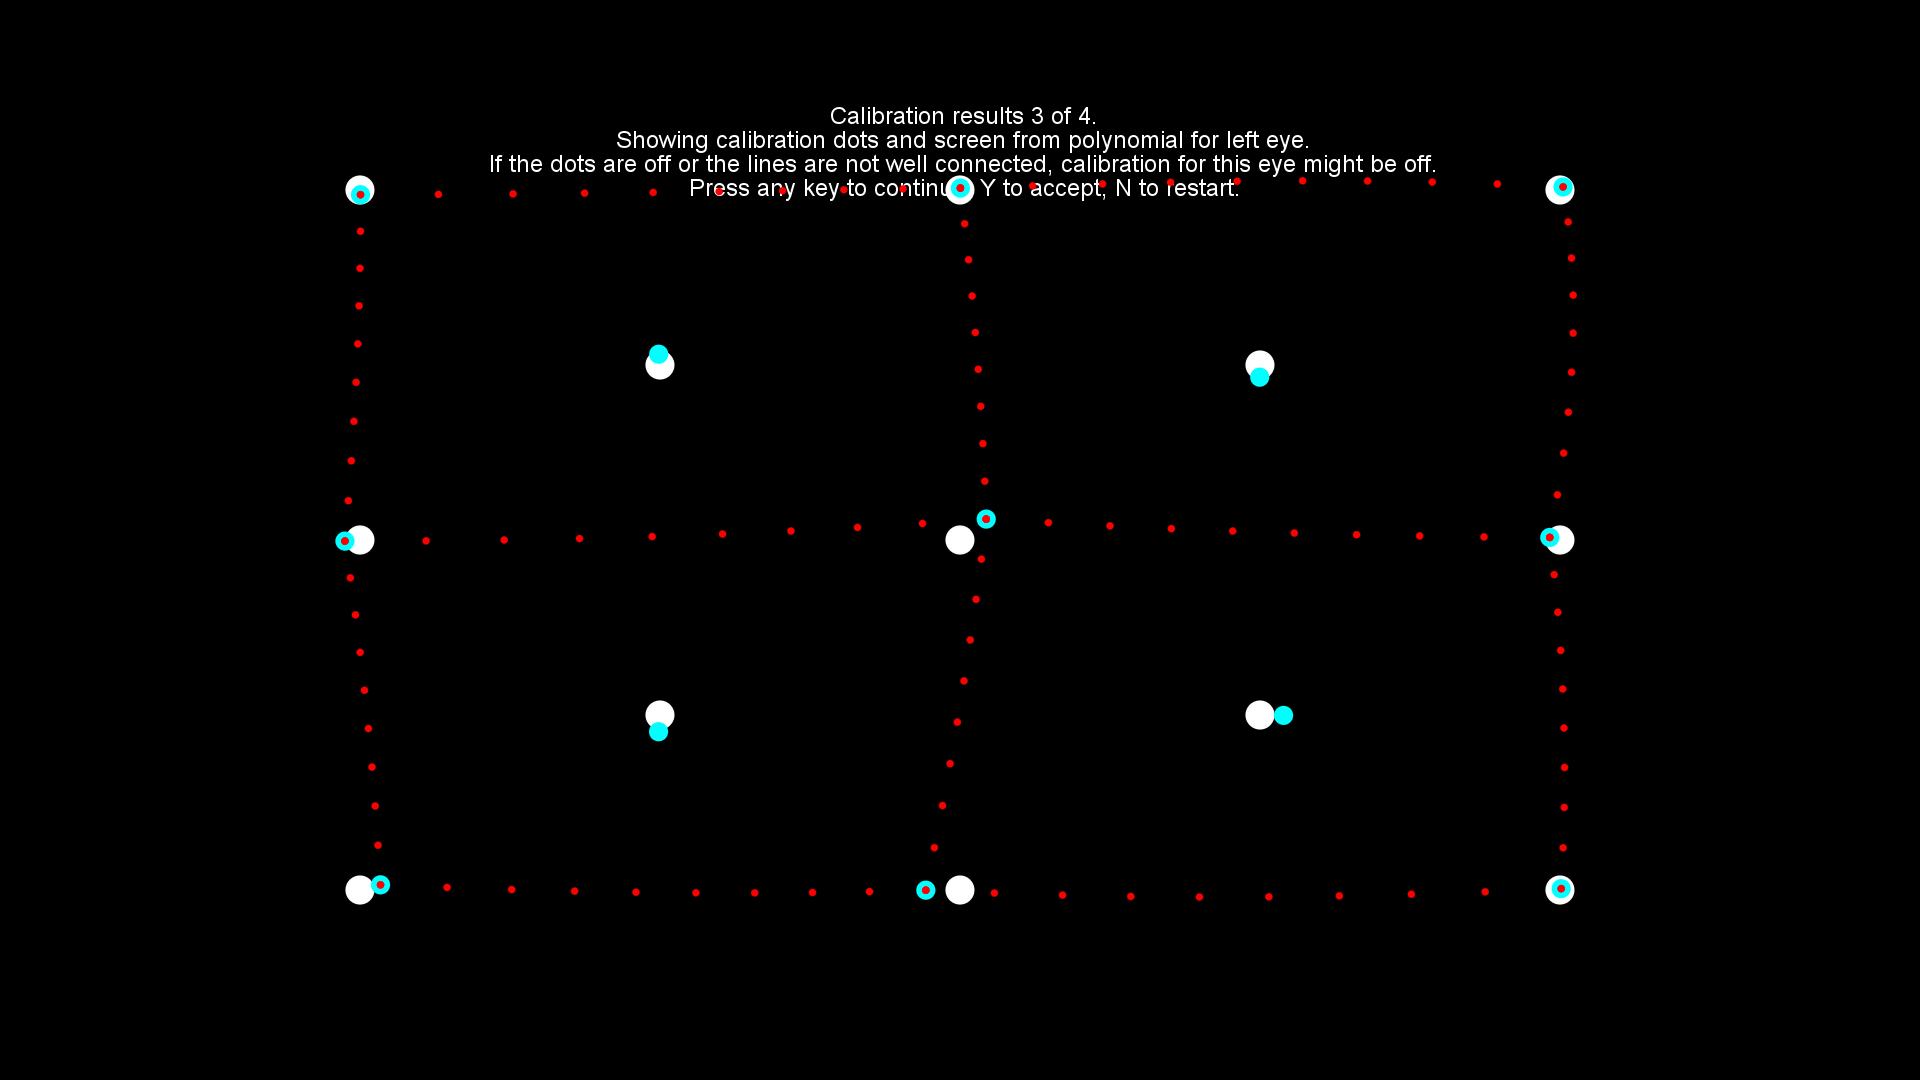 Calibration results 3 of 4.
Showing calibration dots and screen from polynomial for left eye.
If the dots are off or the lines are not well connected, calibration for this eye might be off.
Press any key to continue, Y to accept, N to restart.